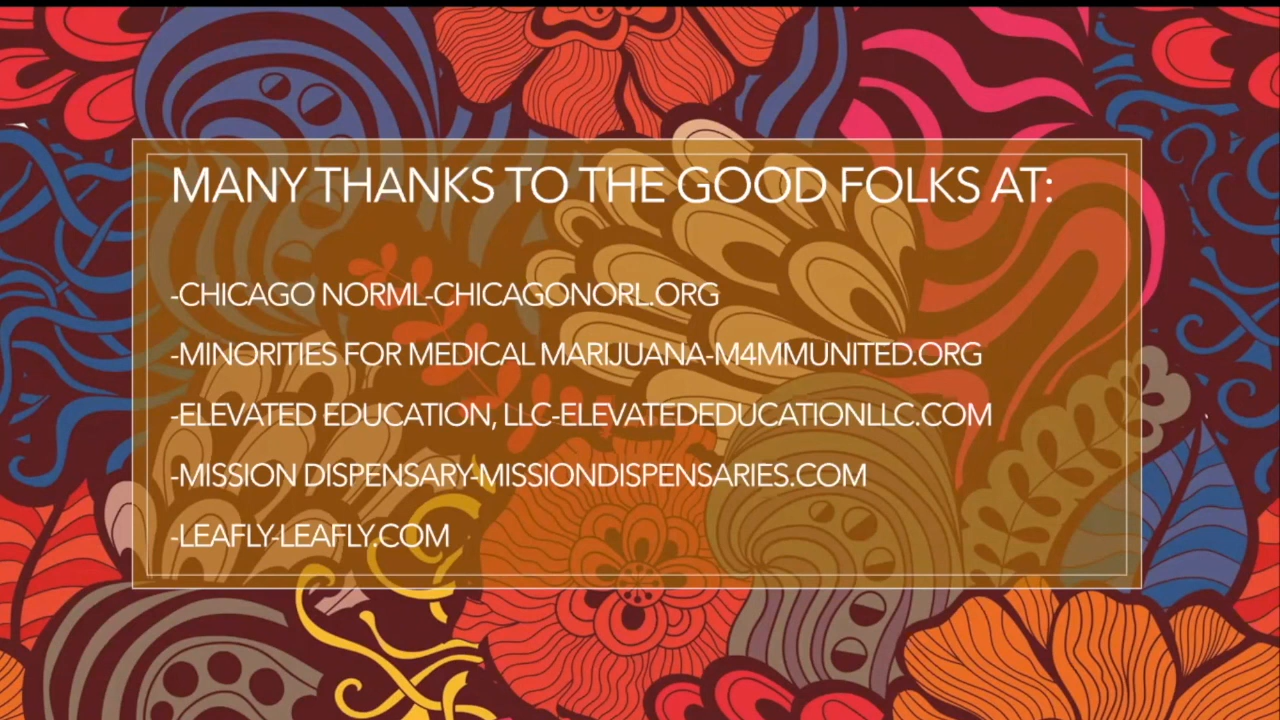 MANY THANKS TO THE GOOD FOLKS AT:
-CHICAGO NORML-CHICAGONORL.ORG
-MINORITIES FOR MEDICAL MARIJUANA-M4MMUNITED.ORG
-ELEVATED EDUCATION, LLC-ELEVATEDEDUCATIONLLC.COM
-MISSION DISPENSARY-MISSIONDISPENSARIES.COM
-LEAFLY-LEAFLY.COM